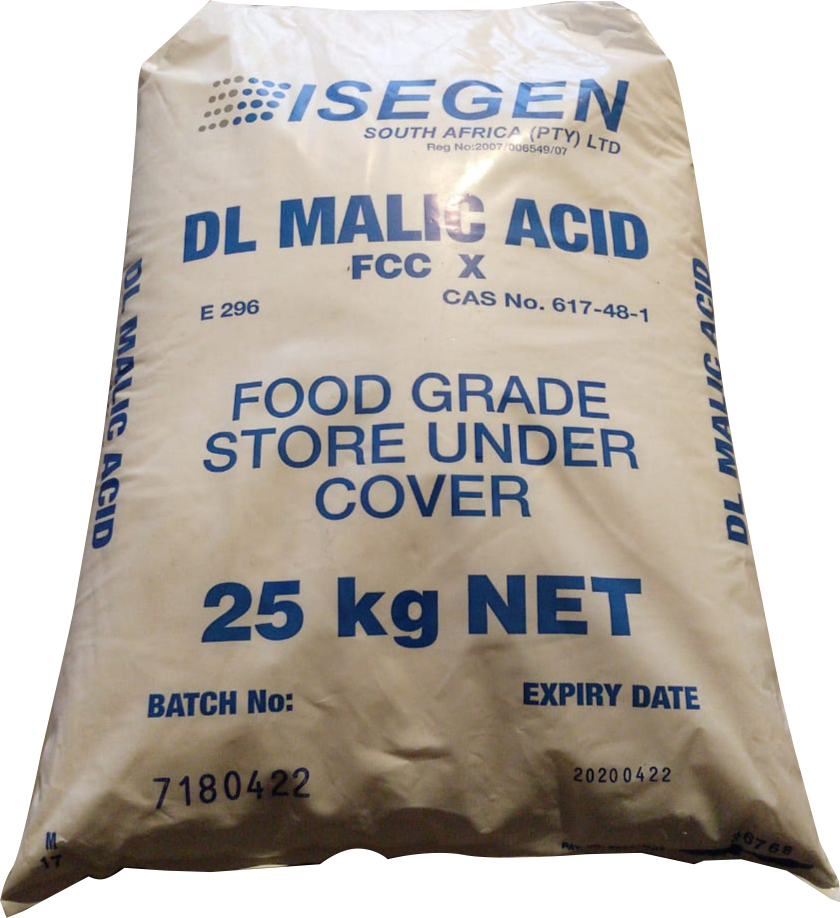 ISEGEN
SOUTH AFRICA (PTY) LTD
Reg No:2007/006549/07
DL MALIC ACID
FCC X
E 296
CAS No. 617-48-1
DL MALIC ACID
DL MALIC ACID
FOOD GRADE
STORE UNDER
COVER
25 kg NET
BATCH No:
EXPIRY DATE
7180422
20200422
M
17